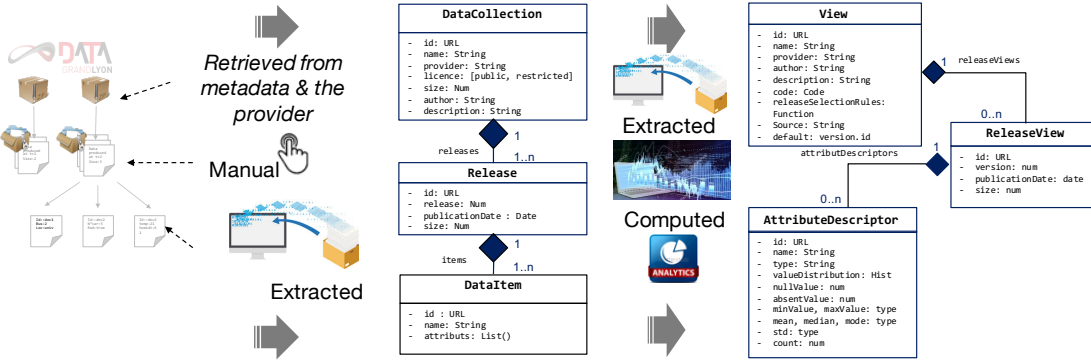 DATA
GRANDLYON
Retrieved from
metadata & the
provider
Manual
Extracted
DataCollection
- id: URL
- name: String
- provider: String
- licence: [public, restricted]
- size: Num
- author: String
- description: String
1
releases
1..n
Release
- id: URL
- release: Num
- publicationDate : Date
- size: Num
1
items
1..n
DataItem
- id : URL
- name: String
- attributs: List()
Extracted
Computed
ANALYTICS
View
- id: URL
- name: String
- provider: String
- author: String
- description: String
- code: Code
- releaseSelectionRules:
Function
- Source: String
- default: version.id
1
releaseViews
0..n
ReleaseView
- id: URL
- version: num
- publicationDate: date
- size: num
attributDescriptors
1
0..n
AttributeDescriptor
- id: URL
- name: String
- type: String
- valueDistribution: Hist
- nullValue: num
- absentValue: num
- minValue, maxValue: type
- mean, median, mode: type
- std: type
- count: num